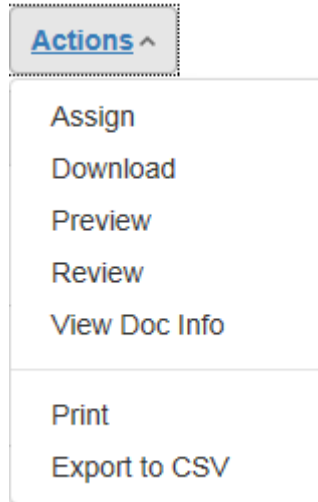 Actions
Assign
Download
Preview
Review
View Doc Info
Print
Export to CSV